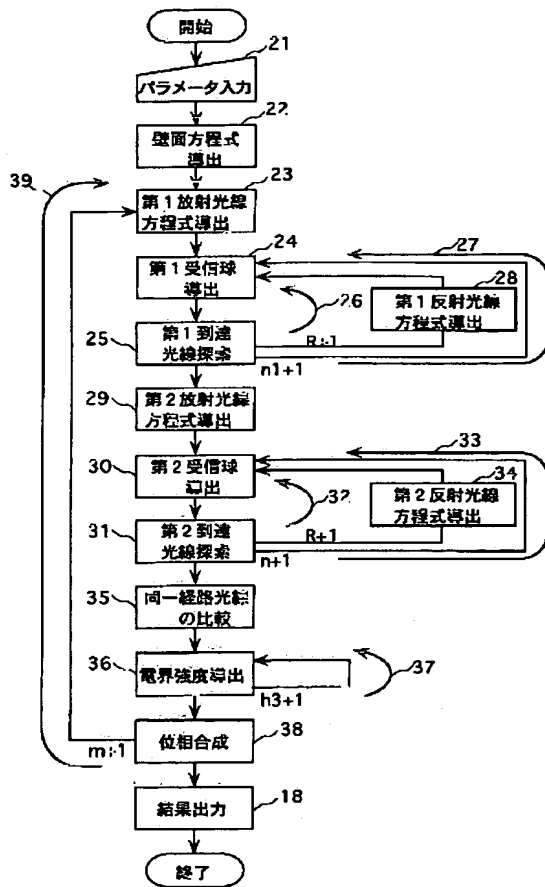 開始
21
パラメータ入力
22
壁面方程式
導出
39
23
第1放射光線
方程式導出
24
27
第1受信球
導出
28
26
第1反射光線
方程式導出
25
第1到達
光線探索
R+1
n1+1
29
第2放射光線
方程式導出
33
30
第2受信球
導出
34
32
第2反射光線
方程式導出
31
第2到達
光線探索
R+1
n+1
35
同一経路光線
の比較
36
電界強度導出
37
h3+1
位相合成
38
m+1
結果出力
18
終了